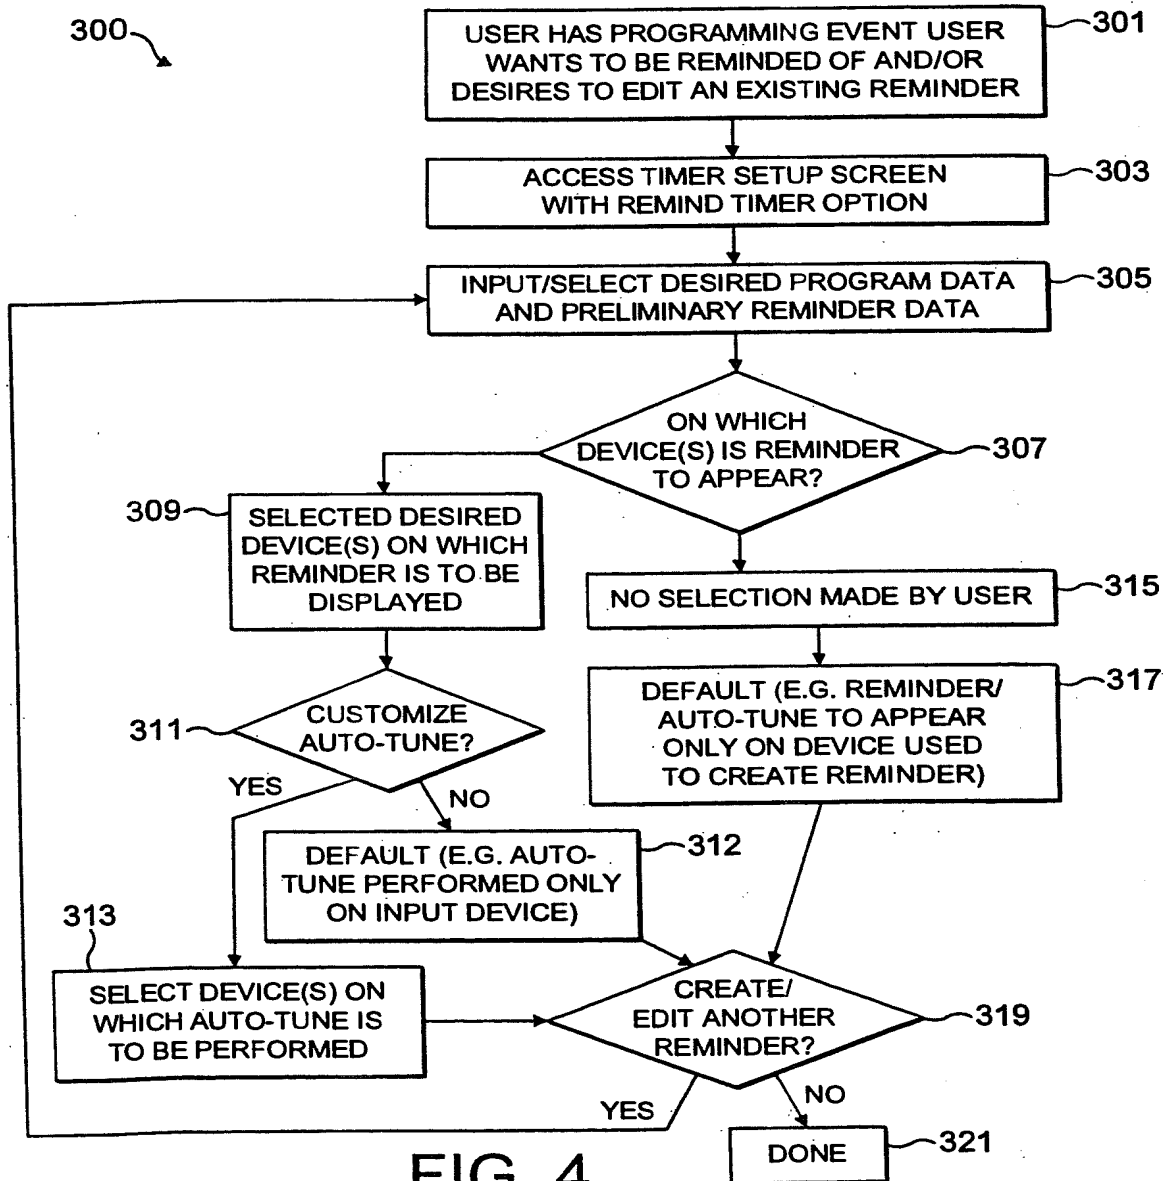 300
USER HAS PROGRAMMING EVENT USER
WANTS TO BE REMINDED OF AND/OR
DESIRES TO EDIT AN EXISTING REMINDER
301
ACCESS TIMER SETUP SCREEN
WITH REMIND TIMER OPTION
303
INPUT/SELECT DESIRED PROGRAM DATA
AND PRELIMINARY REMINDER DATA
305
ON WHICH
DEVICE(S) IS REMINDER
TO APPEAR?
307
309
SELECTED DESIRED
DEVICE(S) ON WHICH
REMINDER IS TO BE
DISPLAYED
NO SELECTION MADE BY USER
315
311
CUSTOMIZE
AUTO-TUNE?
DEFAULT (E.G. REMINDER/
AUTO-TUNE TO APPEAR
ONLY ON DEVICE USED
TO CREATE REMINDER)
317
YES
NO
DEFAULT (E.G. AUTO-
TUNE PERFORMED ONLY
ON INPUT DEVICE)
312
313
SELECT DEVICE(S) ON
WHICH AUTO-TUNE IS
TO BE PERFORMED
CREATE/
EDIT ANOTHER
REMINDER?
319
YES
NO
DONE
321
FIG. 4